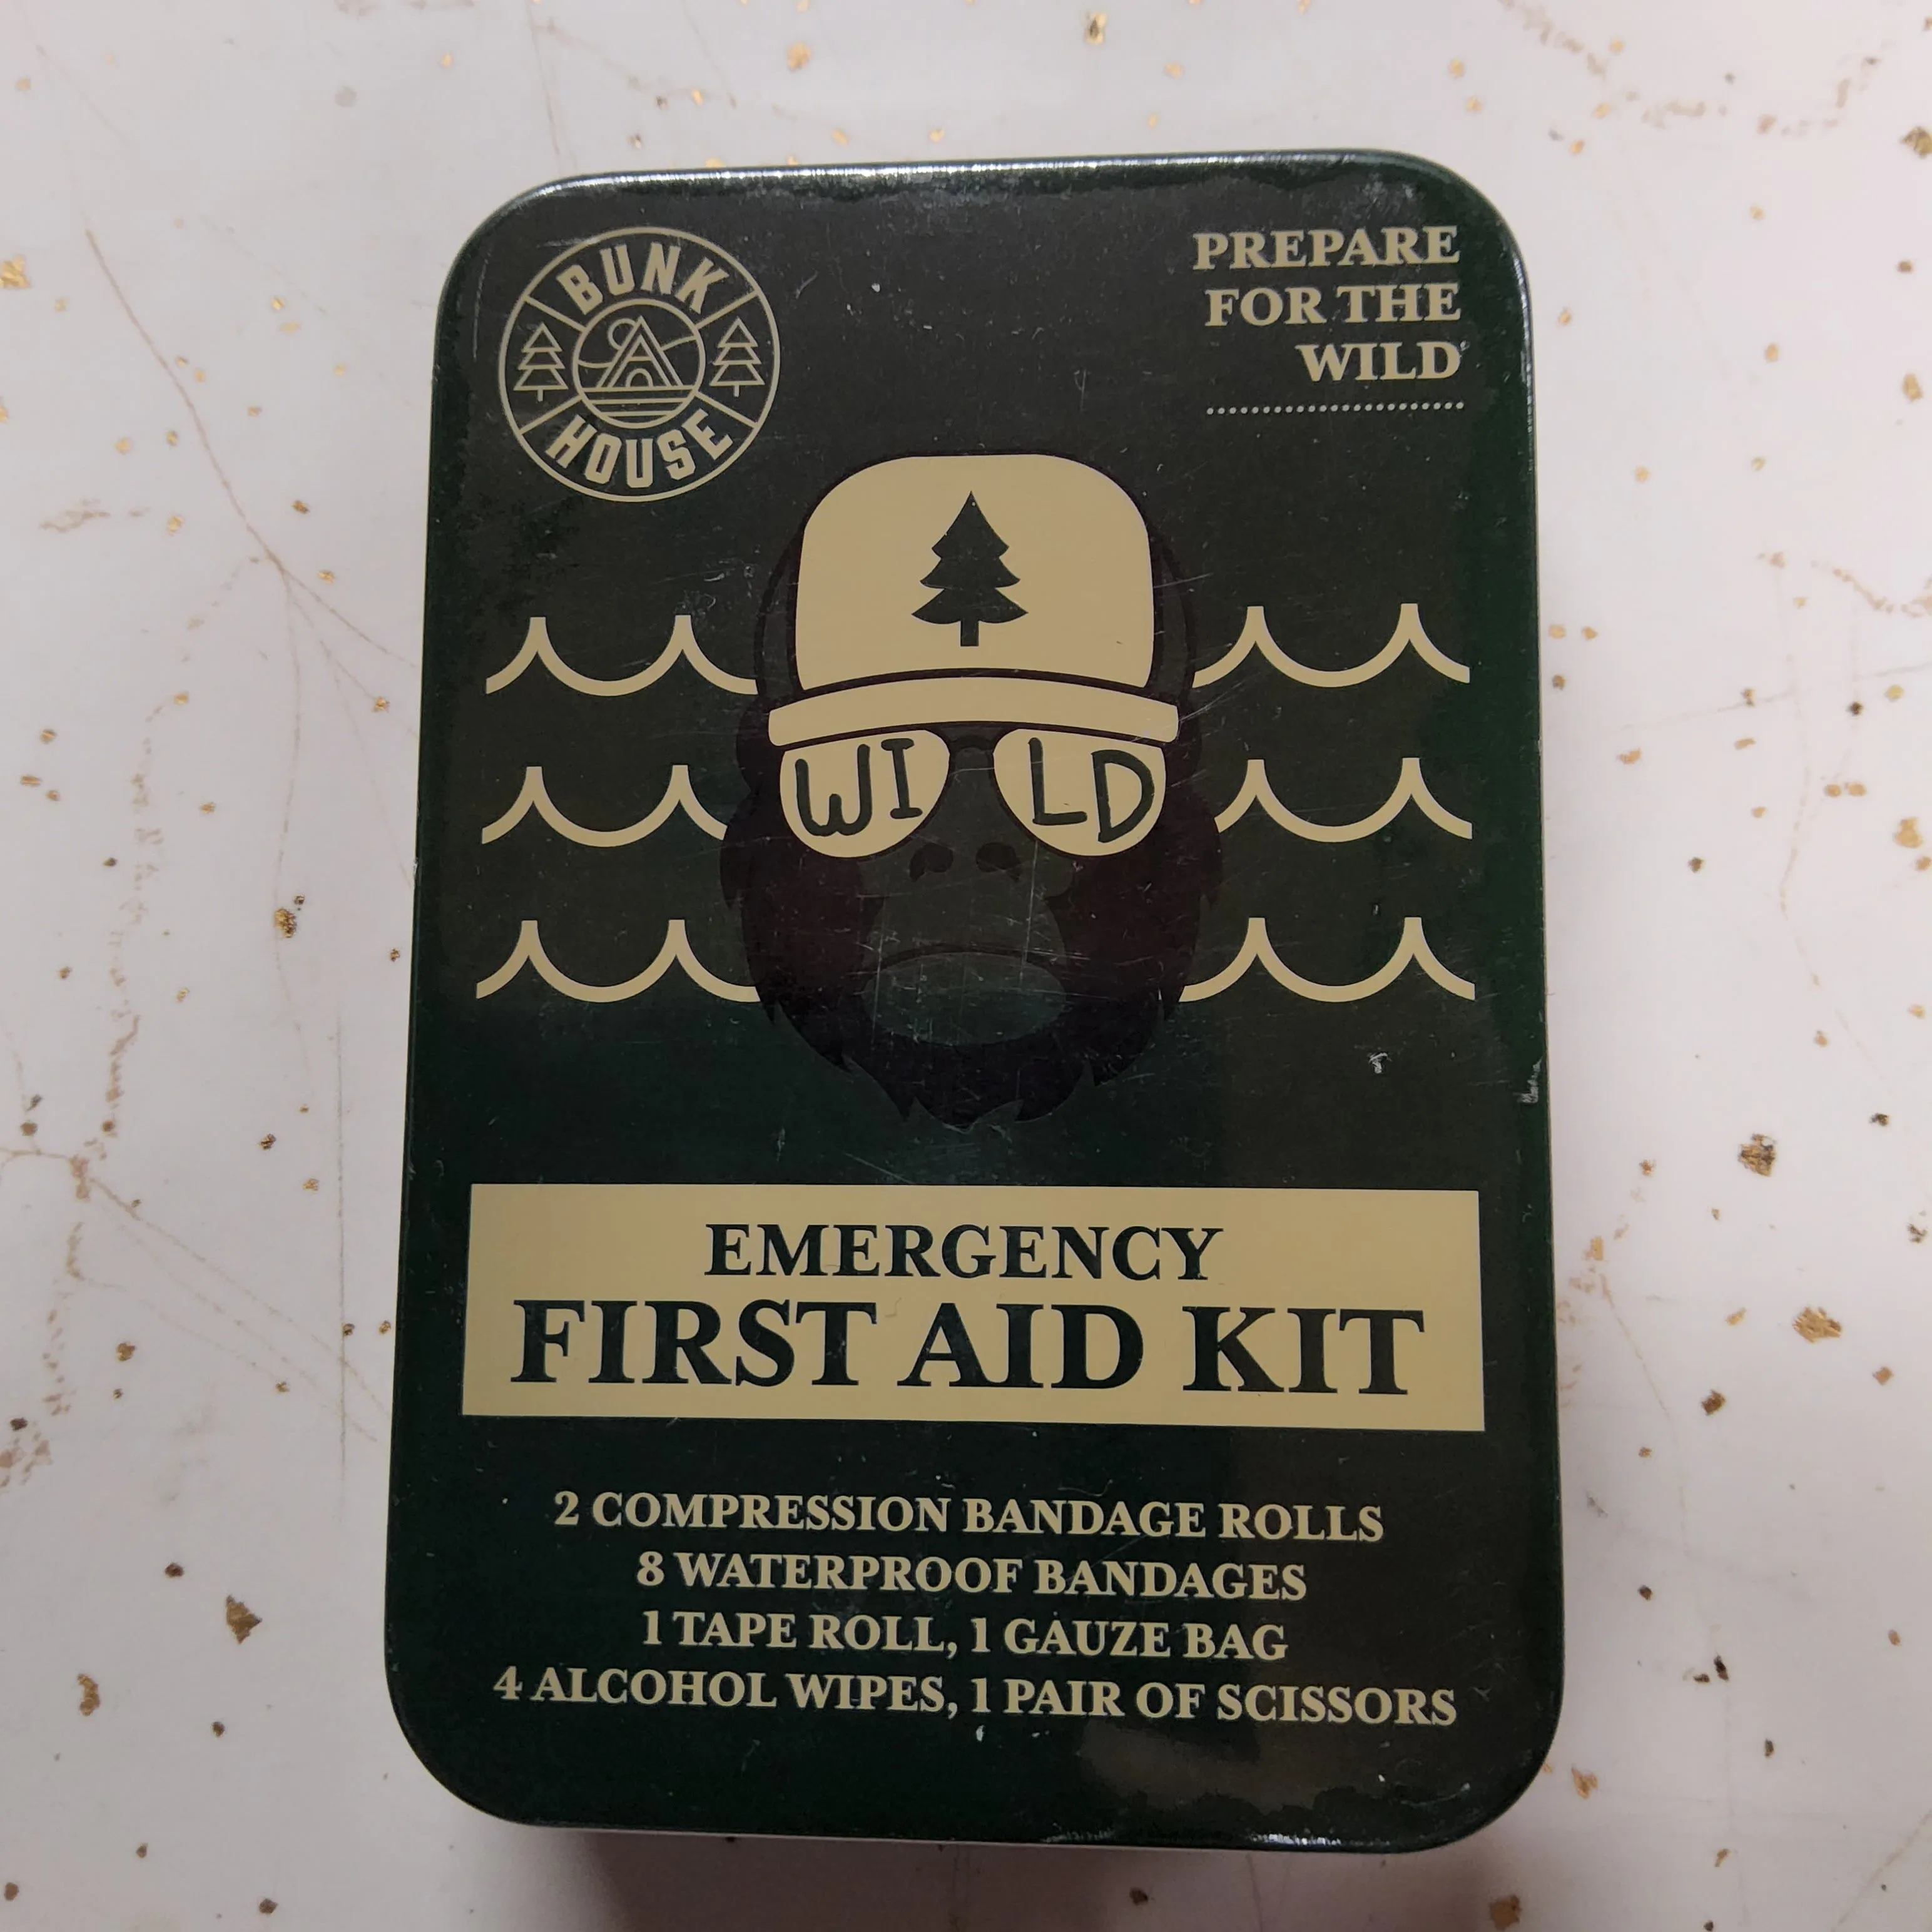 BUNK
HOUSE
PREPARE
FOR THE
WILD
WILD
EMERGENCY
FIRST AID KIT
2 COMPRESSION BANDAGE ROLLS
8 WATERPROOF BANDAGES
1 TAPE ROLL, 1 GAUZE BAG
4 ALCOHOL WIPES, 1 PAIR OF SCISSORS